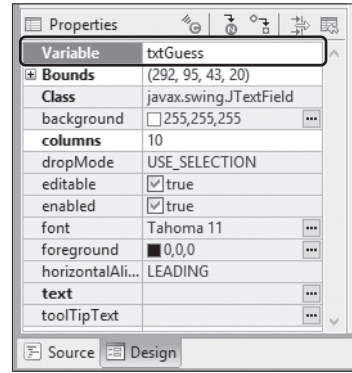 Properties
Variable txtGuess
Bounds (292, 95, 43, 20)
Class javax.swing.JTextField
background 255,255,255 ...
columns 10
dropMode USE_SELECTION
editable true
enabled true
font Tahoma 11 ...
foreground 0,0,0 ...
horizontalAli... LEADING
text ...
toolTipText ...
Source Design